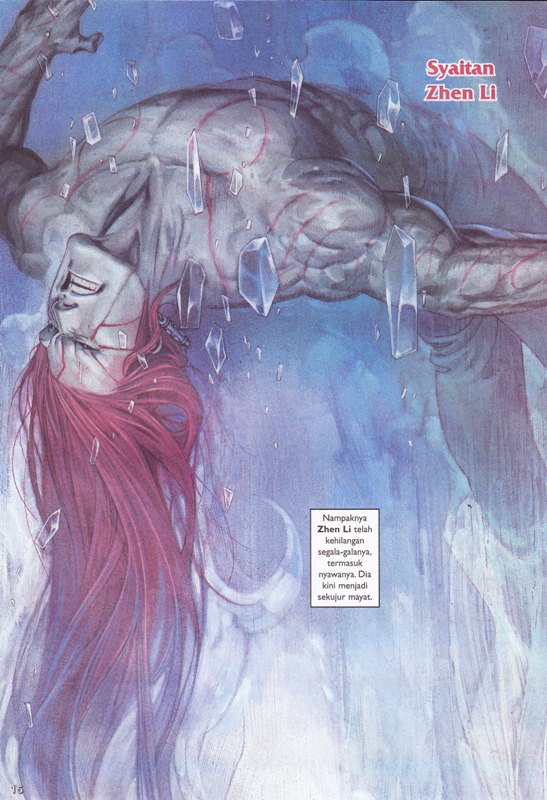 Syaitan
Zhen Li
Nampaknya
Zhen Li telah
kehilangan
segala-galanya,
termasuk
nyawanya. Dia
kini menjadi
sekujur mayat.
16